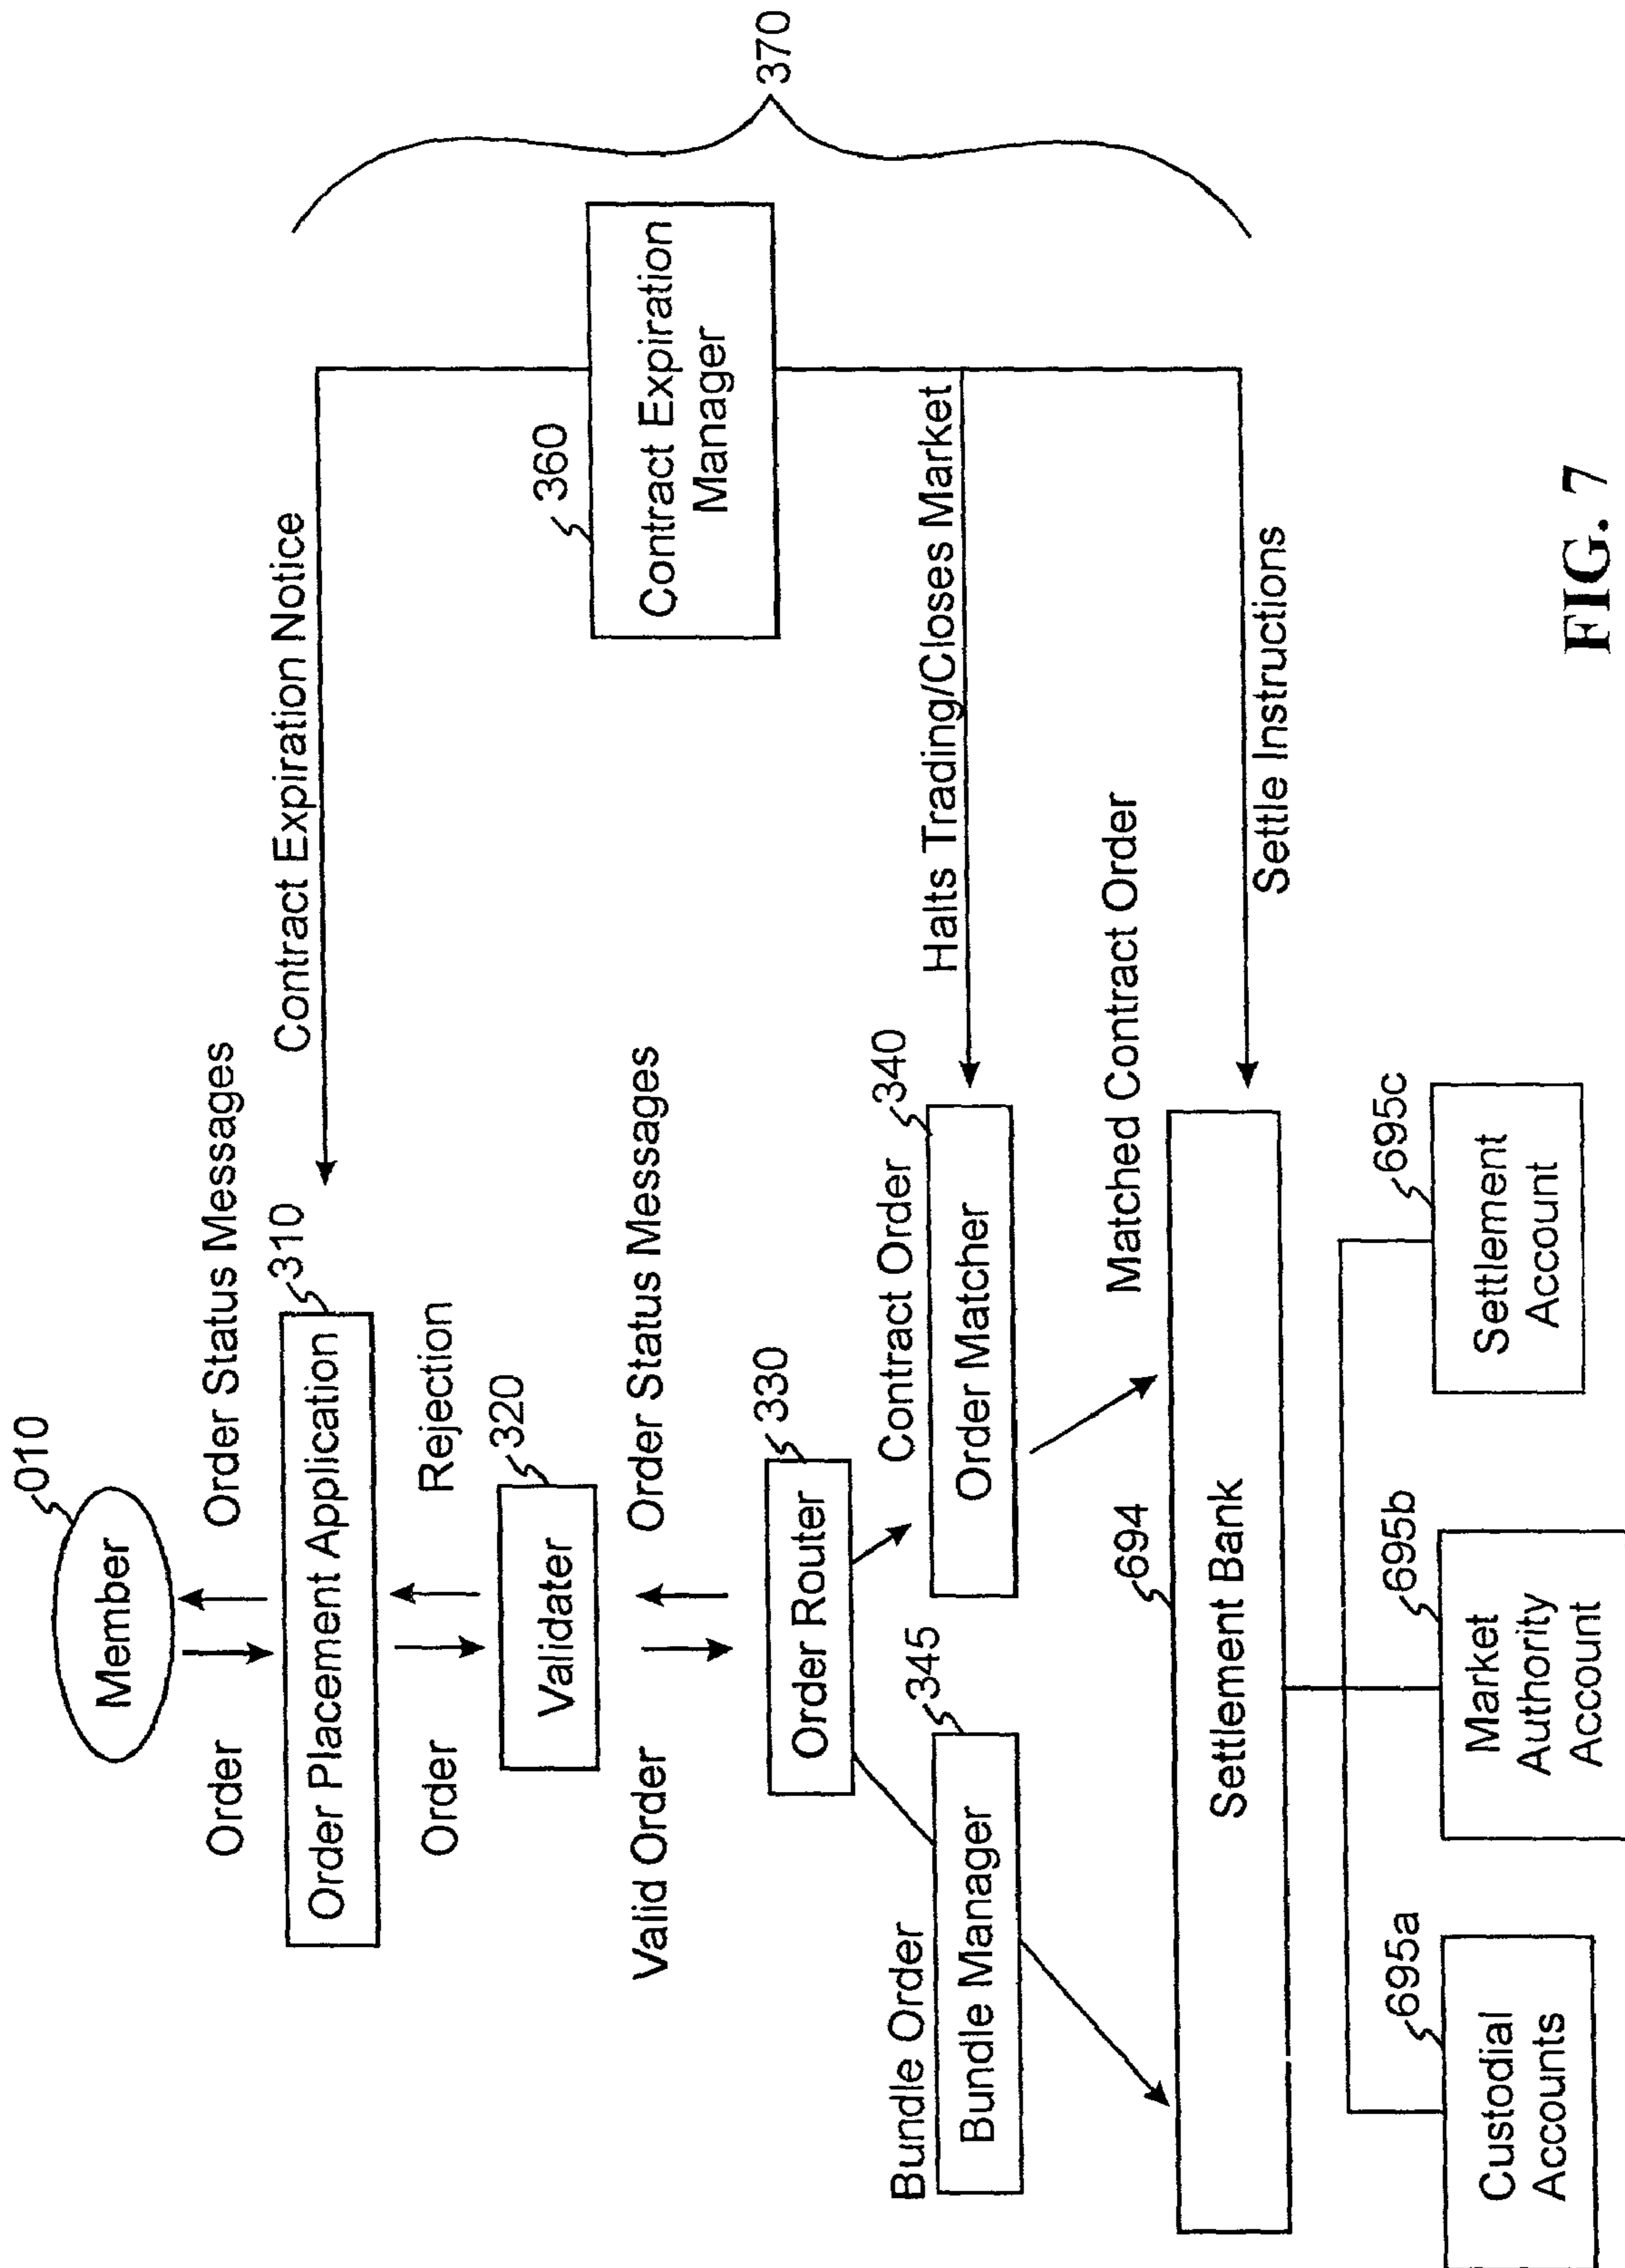 010
Member
Order
Order Status Messages
310
Order Placement Application
Contract Expiration Notice
Order
Rejection
320
Validater
360
Contract Expiration
Manager
370
Valid Order
Order Status Messages
330
Order Router
Bundle Order
345
Bundle Manager
Contract Order
340
Order Matcher
Halts Trading/Closes Market
Matched Contract Order
694
Settlement Bank
Settle Instructions
695a
Custodial
Accounts
695b
Market
Authority
Account
695c
Settlement
Account
FIG. 7